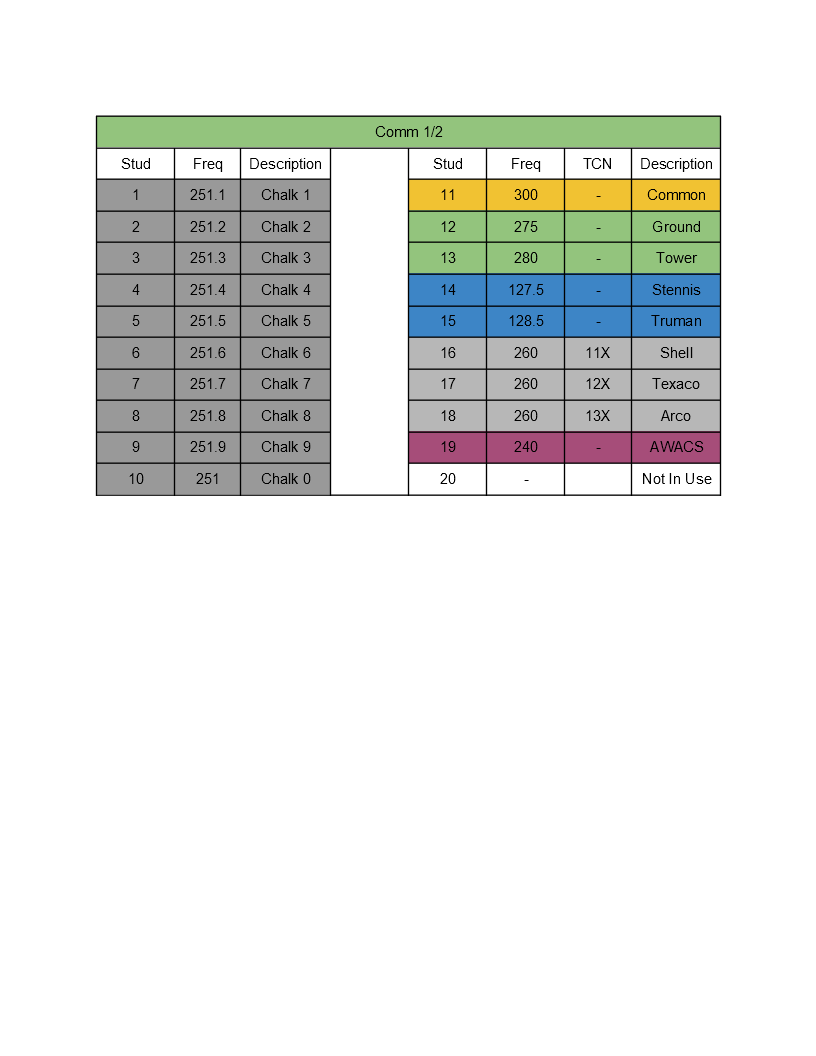 Comm 1/2
Stud Freq Description Stud Freq TCN Description
1 251.1 Chalk 1 11 300 - Common
2 251.2 Chalk 2 12 275 - Ground
3 251.3 Chalk 3 13 280 - Tower
4 251.4 Chalk 4 14 127.5 - Stennis
5 251.5 Chalk 5 15 128.5 - Truman
6 251.6 Chalk 6 16 260 11X Shell
7 251.7 Chalk 7 17 260 12X Texaco
8 251.8 Chalk 8 18 260 13X Arco
9 251.9 Chalk 9 19 240 - AWACS
10 251 Chalk 0 20 - Not In Use